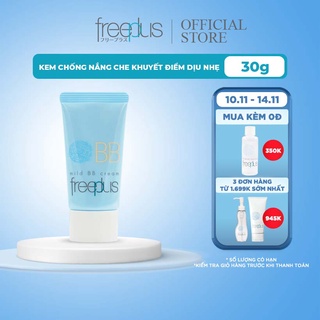 freeplus
フリープラス
OFFICIAL
STORE
KEM CHỐNG NẮNG CHE KHUYẾT ĐIỂM DỊU NHẸ
30g
BB
mild BB cream
freeplus
10.11 - 14.11
MUA KÈM 0Đ
350K
3 ĐƠN HÀNG
TỪ 1.699K SỚM NHẤT
945K
* SỐ LƯỢNG CÓ HẠN
*KIỂM TRA GIỎ HÀNG TRƯỚC KHI THANH TOÁN